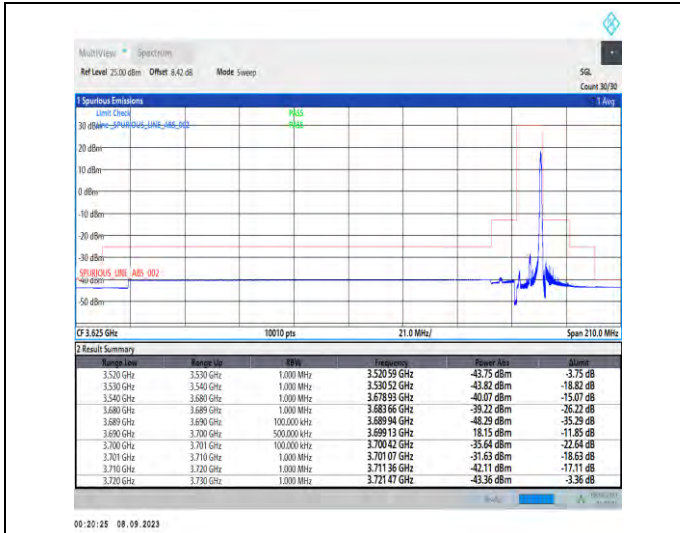 MultiView Spectrum
Ref Level 25.00 dBm Offset 8.42 dB Mode Sweep SGL
Count 30/30
1 Spurious Emissions 1 Avg
Limit Check PASS
30 dBm Line _SPURIOUS_LINE_ABS_002 PASS
20 dBm
10 dBm
0 dBm
-10 dBm
-20 dBm
-30 dBm
SPURIOUS_LINE_ABS_002
-40 dBm
-50 dBm
CF 3.625 GHz 10010 pts 21.0 MHz/ Span 210.0 MHz
2 Result Summary
Range Low Range Up RBW Frequency Power Abs ΔLimit
3.520 GHz 3.530 GHz 1.000 MHz 3.520 59 GHz -43.75 dBm -3.75 dB
3.530 GHz 3.540 GHz 1.000 MHz 3.530 52 GHz -43.82 dBm -18.82 dB
3.540 GHz 3.680 GHz 1.000 MHz 3.678 93 GHz -40.07 dBm -15.07 dB
3.680 GHz 3.689 GHz 1.000 MHz 3.683 66 GHz -39.22 dBm -26.22 dB
3.689 GHz 3.690 GHz 100.000 kHz 3.689 94 GHz -48.29 dBm -35.29 dB
3.690 GHz 3.700 GHz 500.000 kHz 3.699 13 GHz 18.15 dBm -11.85 dB
3.700 GHz 3.701 GHz 100.000 kHz 3.700 42 GHz -35.64 dBm -22.64 dB
3.701 GHz 3.710 GHz 1.000 MHz 3.701 07 GHz -31.63 dBm -18.63 dB
3.710 GHz 3.720 GHz 1.000 MHz 3.711 36 GHz -42.11 dBm -17.11 dB
3.720 GHz 3.730 GHz 1.000 MHz 3.721 47 GHz -43.36 dBm -3.36 dB
Ready
00:20:25 08.09.2023